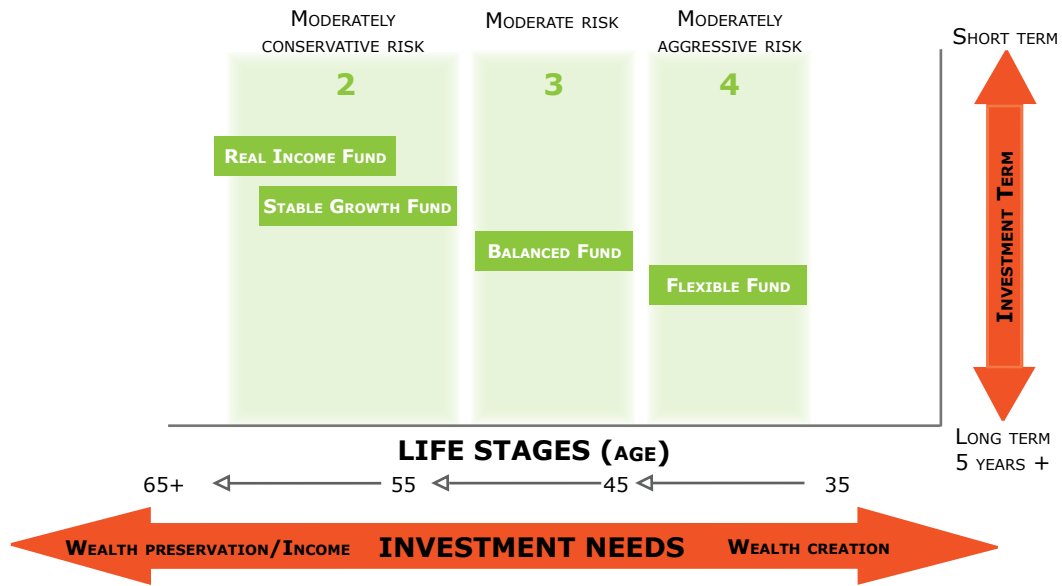 Moderately
conservative risk
Moderate risk
Moderately
aggressive risk
Short term
2
3
4
Real Income Fund
Stable Growth Fund
Balanced Fund
Flexible Fund
Investment Term
Long term
5 years +
LIFE STAGES (age)
65+ 55 45 35
Wealth preservation/Income INVESTMENT NEEDS Wealth creation